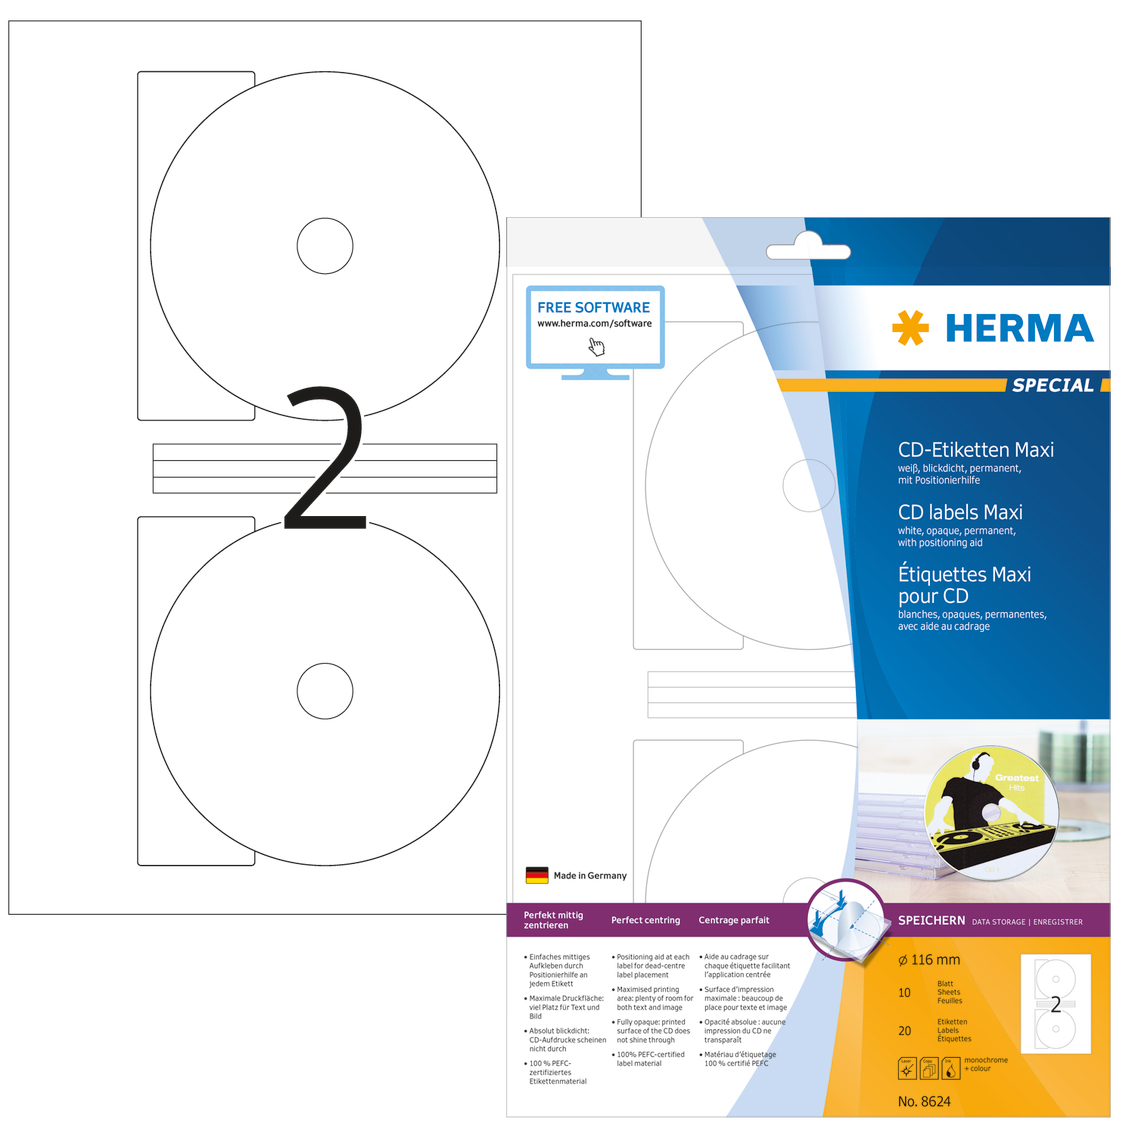 2
FREE SOFTWARE
www.herma.com/software
HERMA
SPECIAL
CD-Etiketten Maxi
weiß, blickdicht, permanent,
mit Positionierhilfe
CD labels Maxi
white, opaque, permanent,
with positioning aid
Étiquettes Maxi
pour CD
blanches, opaques, permanentes,
avec aide au cadrage
Greatest
Hits
Made in Germany
Perfekt mittig
zentrieren
Perfect centring
Centrage parfait
SPEICHERN DATA STORAGE | ENREGISTRER
• Einfaches mittiges
Aufkleben durch
Positionierhilfe an
jedem Etikett
• Maximale Druckfläche:
viel Platz für Text und
Bild
• Absolut blickdicht:
CD-Aufdrucke scheinen
nicht durch
• 100 % PEFC-
zertifiziertes
Etikettenmaterial
• Positioning aid at each
label for dead-centre
label placement
• Maximised printing
area: plenty of room for
both text and image
• Fully opaque: printed
surface of the CD does
not shine through
• 100% PEFC-certified
label material
• Aide au cadrage sur
chaque étiquette facilitant
l'application centrée
• Surface d'impression
maximale : beaucoup de
place pour texte et image
• Opacité absolue : aucune
impression du CD ne
transparaît
• Matériau d'étiquetage
100 % certifié PEFC
ø 116 mm
10
Blatt
Sheets
Feuilles
20
Etiketten
Labels
Étiquettes
2
Laser
Copy
Ink
monochrome
+ colour
No. 8624